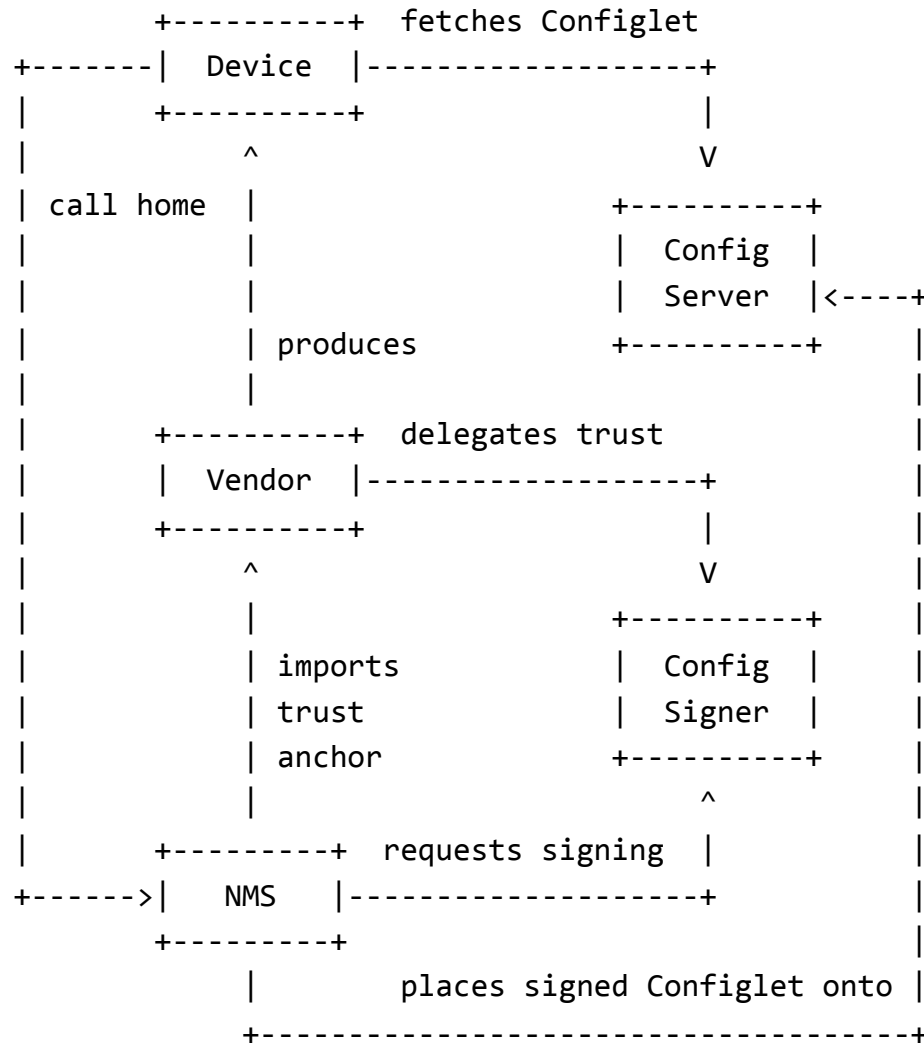 fetches Configlet
Device
call home
Config
Server
produces
delegates trust
Vendor
imports
Config
trust
Signer
anchor
requests signing
NMS
places signed Configlet onto